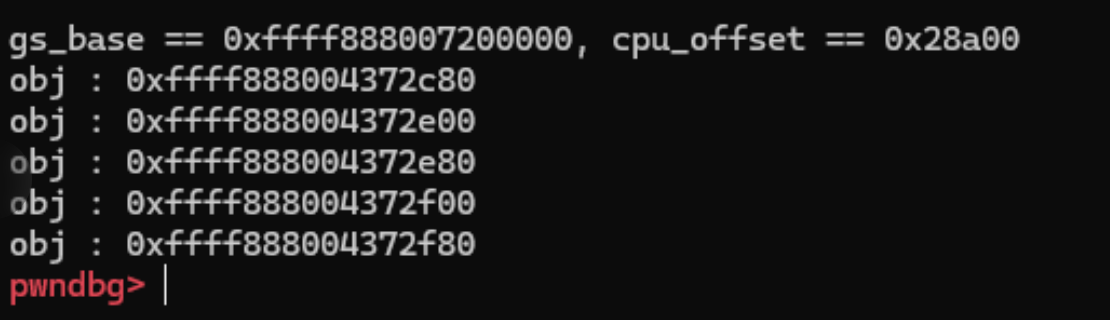 gs_base == 0xffff888007200000, cpu_offset == 0x28a00
obj : 0xffff888004372c80
obj : 0xffff888004372e00
obj : 0xffff888004372e80
obj : 0xffff888004372f00
obj : 0xffff888004372f80
pwndbg>